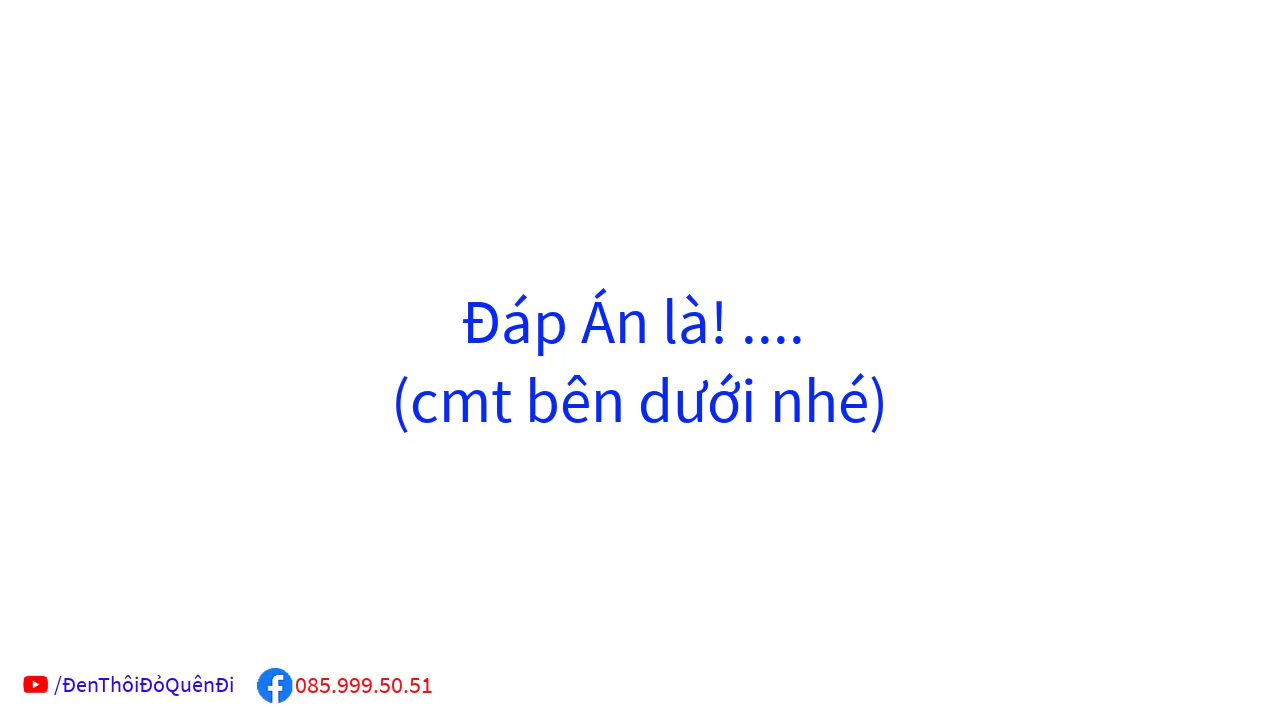 Đáp Án là! ....
(cmt bên dưới nhé)
/ĐenThôiĐỏQuênĐi 085.999.50.51